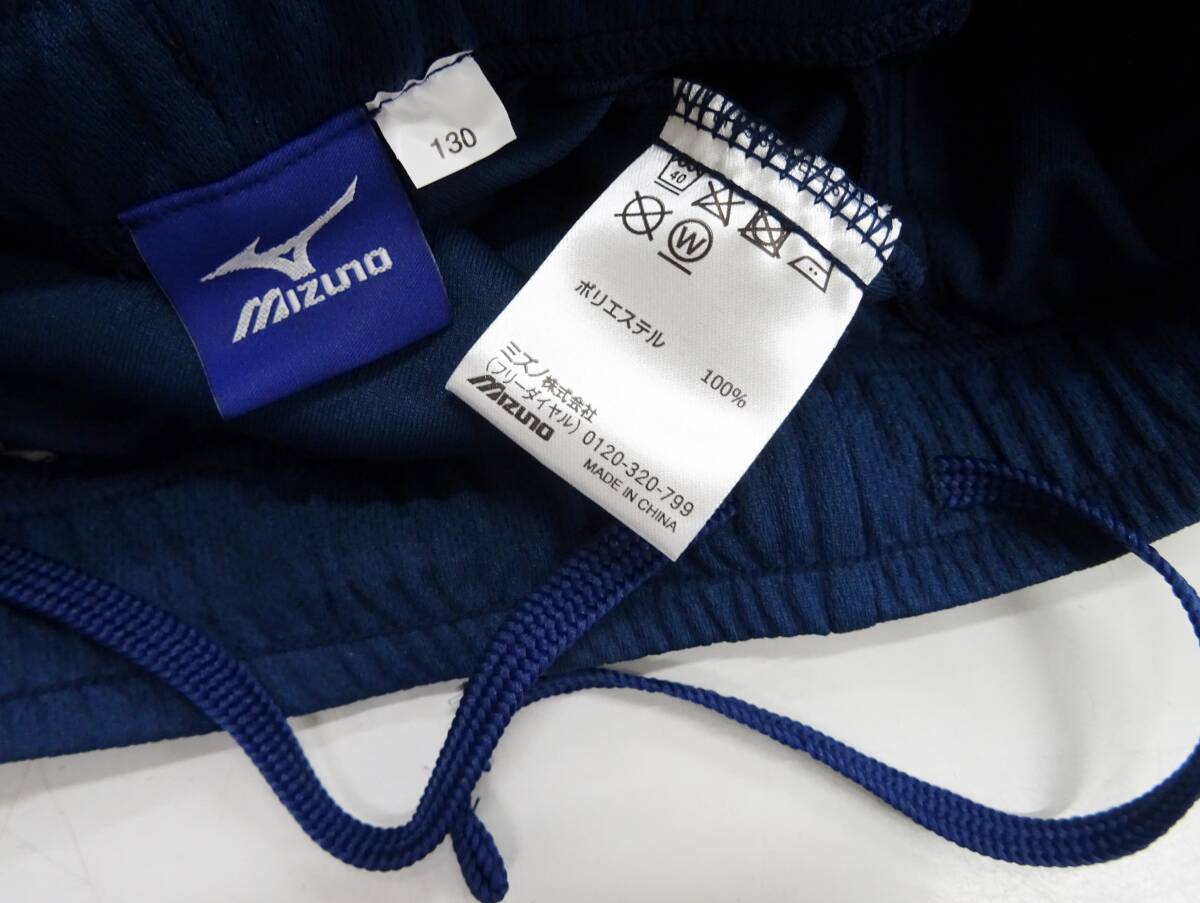 130
MIZUNO
40
W
ポリエステル
100%
ミズノ株式会社
(フリーダイヤル) 0120-320-799
MIZUNO
MADE IN CHINA